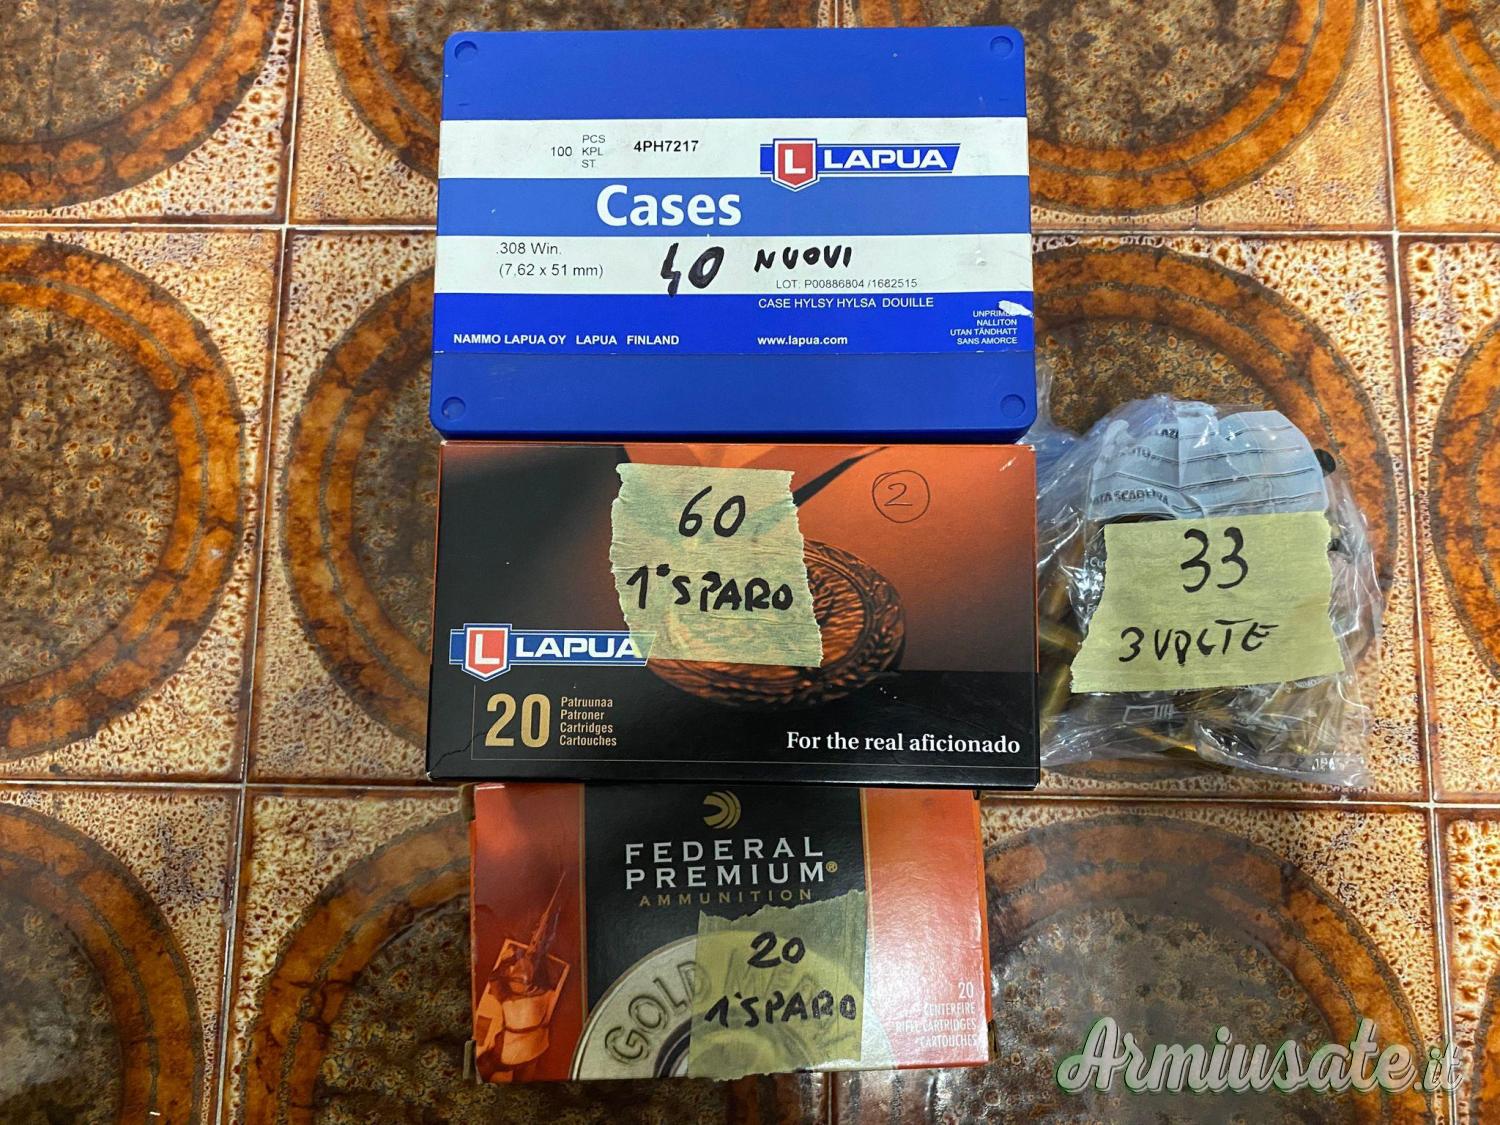 100 PCS KPL ST.
4PH7217
L LAPUA
Cases
.308 Win.
(7,62 x 51 mm)
40 NUOVI
LOT: P00886804 /1682515
CASE HYLSY HYLSA DOUILLE
UNPRIMED
NALLITON
UTAN TÄNDHATT
SANS AMORCE
NAMMO LAPUA OY LAPUA FINLAND
www.lapua.com
60
1° SPARO
2
L LAPUA
20
Patruunaa
Patroner
Cartridges
Cartouches
For the real aficionado
33
3 VOLTE
FEDERAL
PREMIUM®
AMMUNITION
20
1° SPARO
GOLD
20
CENTERFIRE
RIFLE CARTRIDGES
CARTOUCHES
Armiusate.it